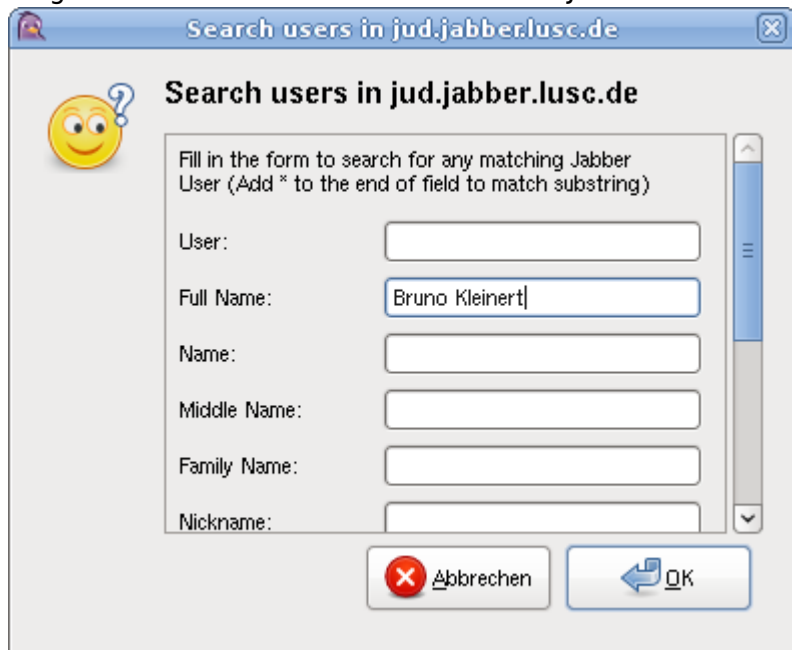 Search users in jud.jabber.lusc.de
Search users in jud.jabber.lusc.de
Fill in the form to search for any matching Jabber
User (Add * to the end of field to match substring)
User:
Full Name: Bruno Kleinert
Name:
Middle Name:
Family Name:
Nickname:
Abbrechen OK